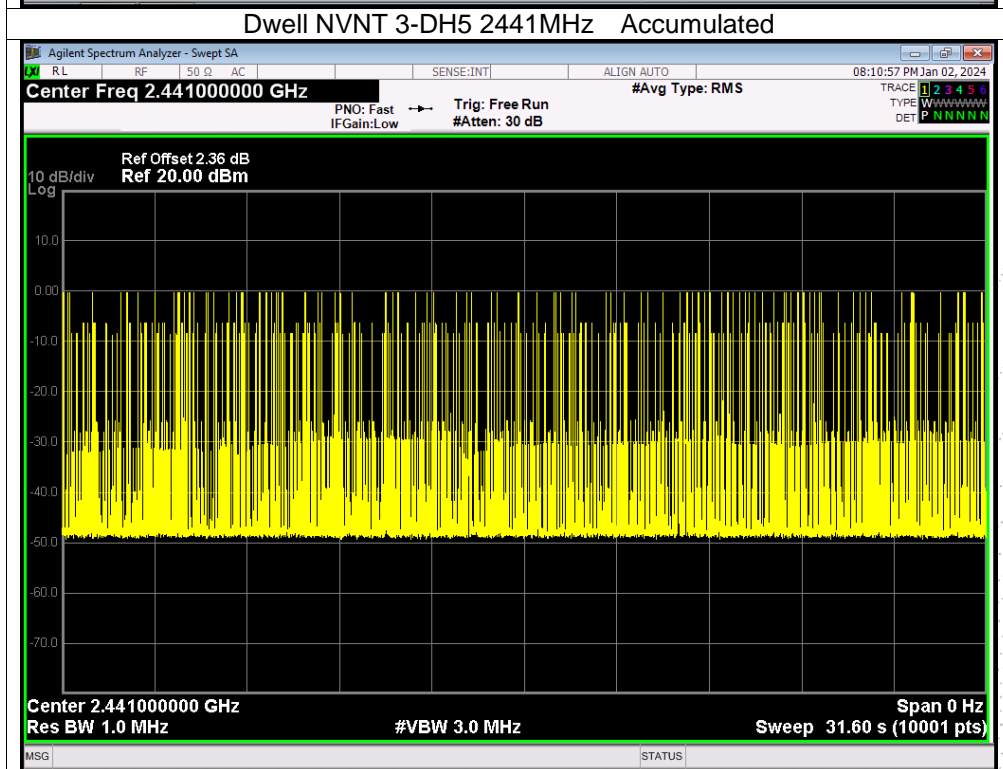 Dwell NVNT 3-DH5 2441MHz Accumulated
Agilent Spectrum Analyzer - Swept SA
LXI RL RF 50 Ω AC SENSE:INT ALIGN AUTO 08:10:57 PM Jan 02, 2024
Center Freq 2.441000000 GHz #Avg Type: RMS TRACE 1 2 3 4 5 6
PNO: Fast Trig: Free Run TYPE WWWWWW
IFGain:Low #Atten: 30 dB DET P N N N N N
Ref Offset 2.36 dB
10 dB/div Ref 20.00 dBm
Log
10.0
0.00
-10.0
-20.0
-30.0
-40.0
-50.0
-60.0
-70.0
Center 2.441000000 GHz Span 0 Hz
Res BW 1.0 MHz #VBW 3.0 MHz Sweep 31.60 s (10001 pts)
MSG STATUS